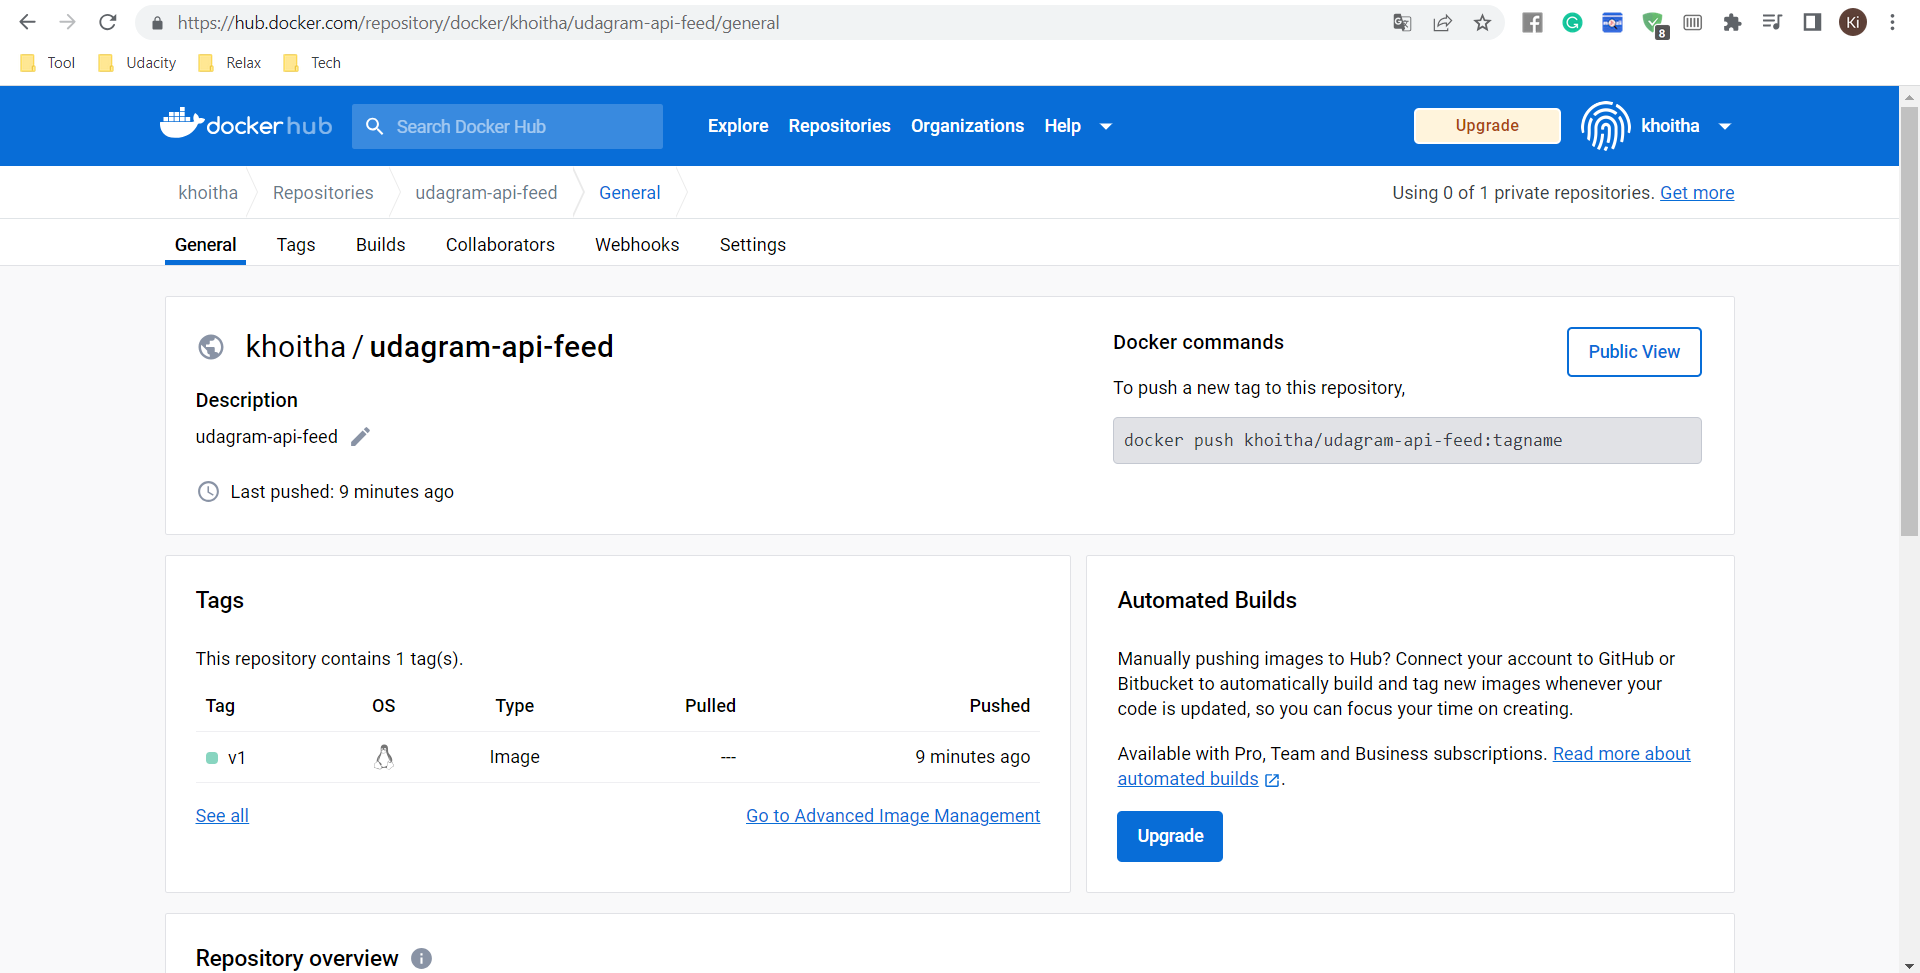 https://hub.docker.com/repository/docker/khoitha/udagram-api-feed/general
8
Ki
Tool
Udacity
Relax
Tech
dockerhub
Search Docker Hub
Explore
Repositories
Organizations
Help
Upgrade
khoitha
khoitha
Repositories
udagram-api-feed
General
Using 0 of 1 private repositories. Get more
General
Tags
Builds
Collaborators
Webhooks
Settings
khoitha / udagram-api-feed
Description
udagram-api-feed
Last pushed: 9 minutes ago
Docker commands
Public View
To push a new tag to this repository,
docker push khoitha/udagram-api-feed:tagname
Tags
This repository contains 1 tag(s).
Tag OS Type Pulled Pushed
v1 Image --- 9 minutes ago
See all
Go to Advanced Image Management
Automated Builds
Manually pushing images to Hub? Connect your account to GitHub or
Bitbucket to automatically build and tag new images whenever your
code is updated, so you can focus your time on creating.
Available with Pro, Team and Business subscriptions. Read more about
automated builds .
Upgrade
Repository overview